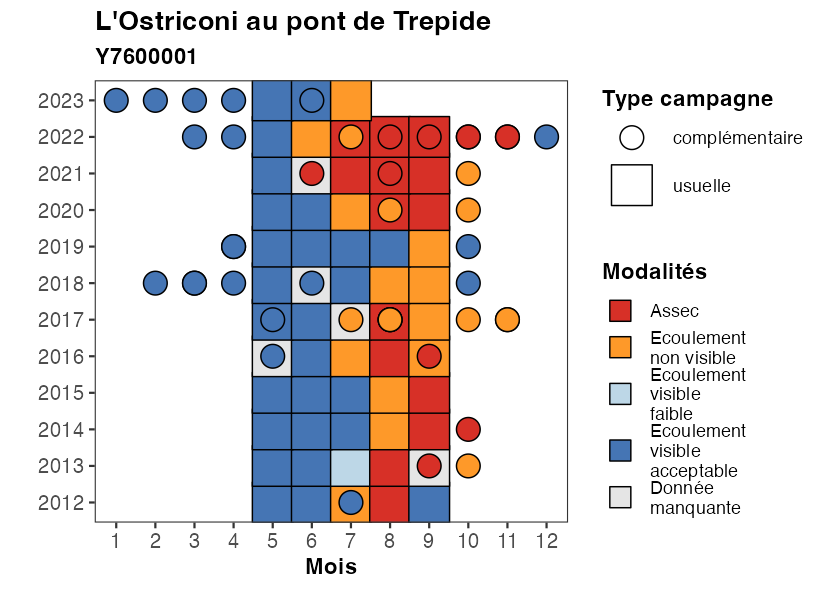 L'Ostriconi au pont de Trepide
Y7600001
2023
2022
2021
2020
2019
2018
2017
2016
2015
2014
2013
2012
1 2 3 4 5 6 7 8 9 10 11 12
Mois
Type campagne
complémentaire
usuelle
Modalités
Assec
Ecoulement
non visible
Ecoulement
visible
faible
Ecoulement
visible
acceptable
Donnée
manquante